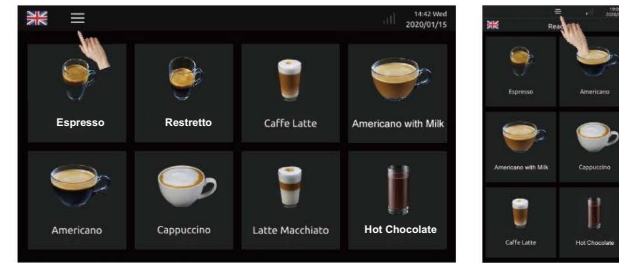 14:42 Wed
2020/01/15
Espresso
Restretto
Caffe Latte
Americano with Milk
Americano
Cappuccino
Latte Macchiato
Hot Chocolate
Espresso
Americano
Americano with Milk
Cappuccino
Caffe Latte
Hot Chocolate